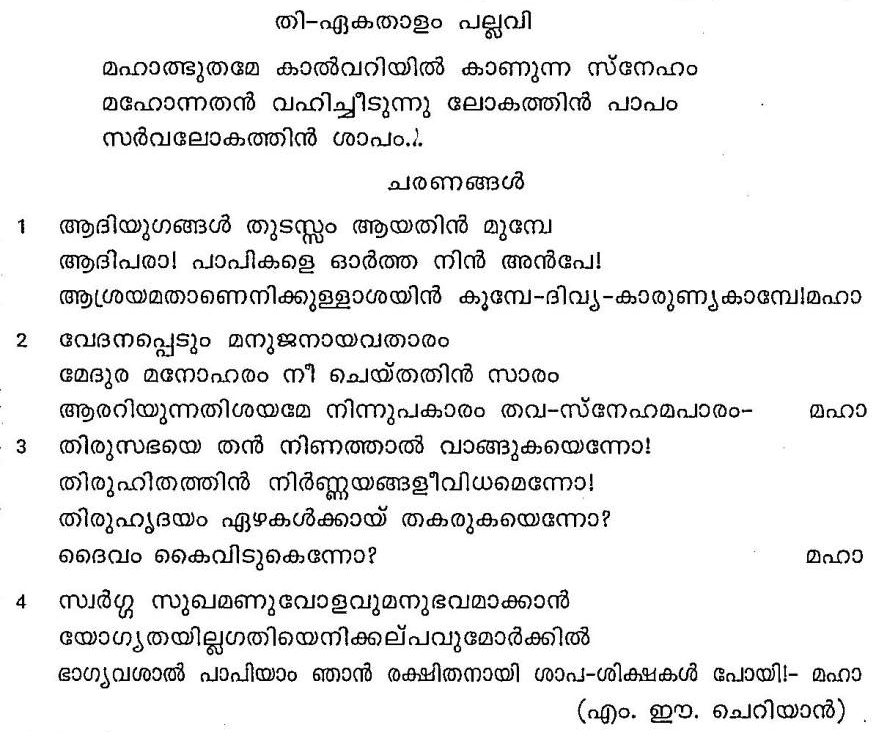 തി-ഏകതാളം പല്ലവി
മഹാത്ഭുതമേ കാൽവറിയിൽ കാണുന്ന സ്നേഹം
മഹോന്നതൻ വഹിച്ചീടുന്നു ലോകത്തിൻ പാപം
സർവലോകത്തിൻ ശാപം..
ചരണങ്ങൾ
1 ആദിയുഗങ്ങൾ തുടസ്സം ആയതിൻ മുമ്പേ
ആദിപരാ! പാപികളെ ഓർത്ത നിൻ അൻപേ!
ആശ്രയമതാണെനിക്കുള്ളാശയിൻ കൂമ്പേ-ദിവ്യ-കാരുണ്യകാമ്പേ!മഹാ
2 വേദനപ്പെടും മനുജനായവതാരം
മേദുര മനോഹരം നീ ചെയ്തതിൻ സാരം
ആരറിയുന്നതിശയമേ നിന്നുപകാരം തവ-സ്നേഹമപാരം- മഹാ
3 തിരുസഭയെ തൻ നിണത്താൽ വാങ്ങുകയെന്നോ!
തിരുഹിതത്തിൻ നിർണ്ണയങ്ങളീവിധമെന്നോ!
തിരുഹൃദയം ഏഴകൾക്കായ് തകരുകയെന്നോ?
ദൈവം കൈവിടുകെന്നോ? മഹാ
4 സ്വർഗ്ഗ സുഖമണുവോളവുമനുഭവമാക്കാൻ
യോഗ്യതയില്ലഗതിയെനിക്കല്പവുമോർക്കിൽ
ഭാഗ്യവശാൽ പാപിയാം ഞാൻ രക്ഷിതനായി ശാപ-ശിക്ഷകൾ പോയി!- മഹാ
(എം. ഈ. ചെറിയാൻ)